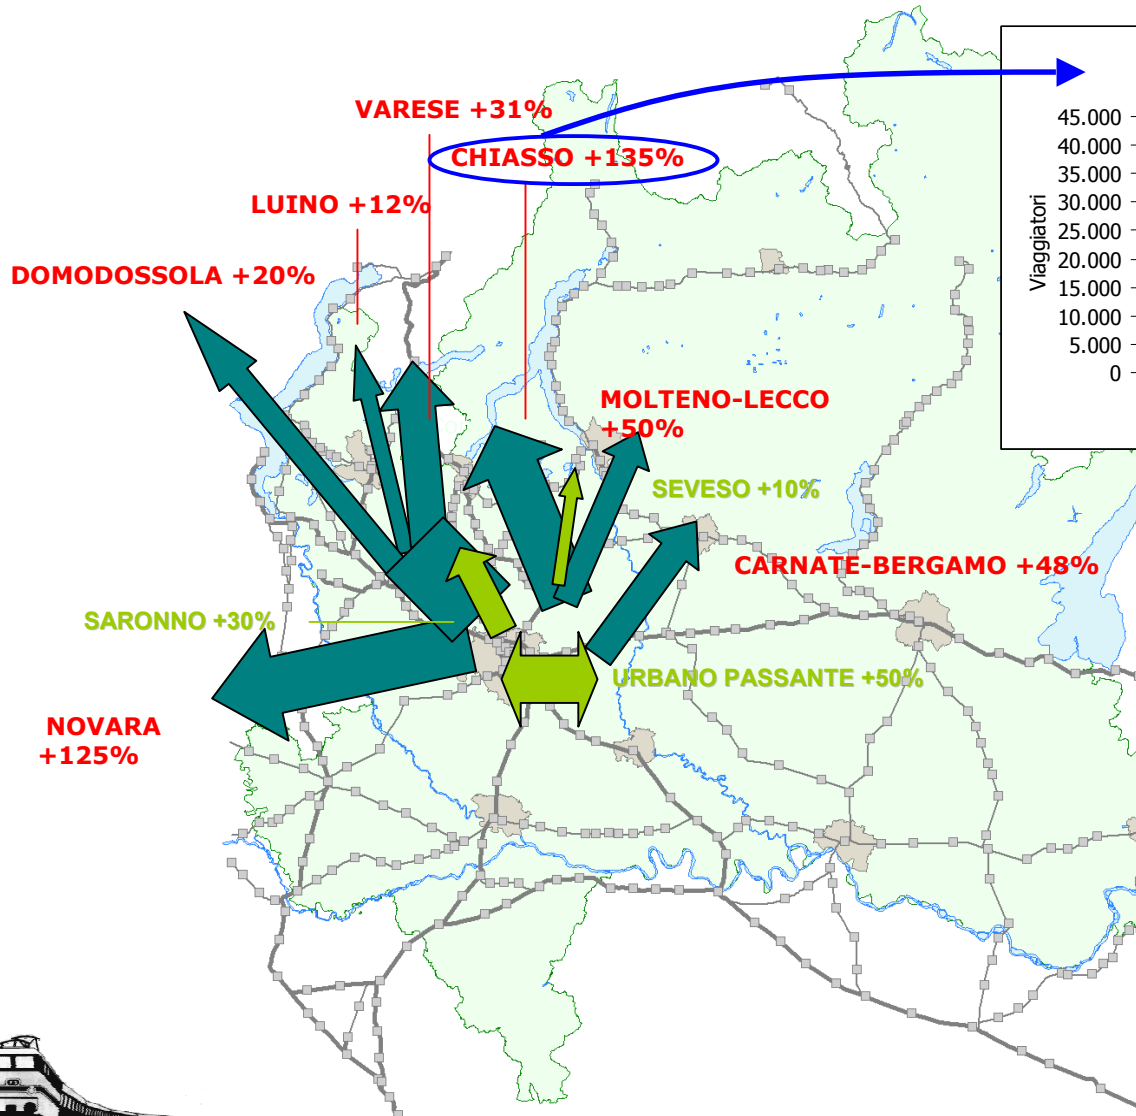 VARESE +31%
CHIASSO +135%
LUINO +12%
DOMODOSSOLA +20%
MOLTENO-LECCO
+50%
SEVESO +10%
CARNATE-BERGAMO +48%
SARONNO +30%
URBANO PASSANTE +50%
NOVARA
+125%
Viaggiatori
45.000
40.000
35.000
30.000
25.000
20.000
15.000
10.000
5.000
0